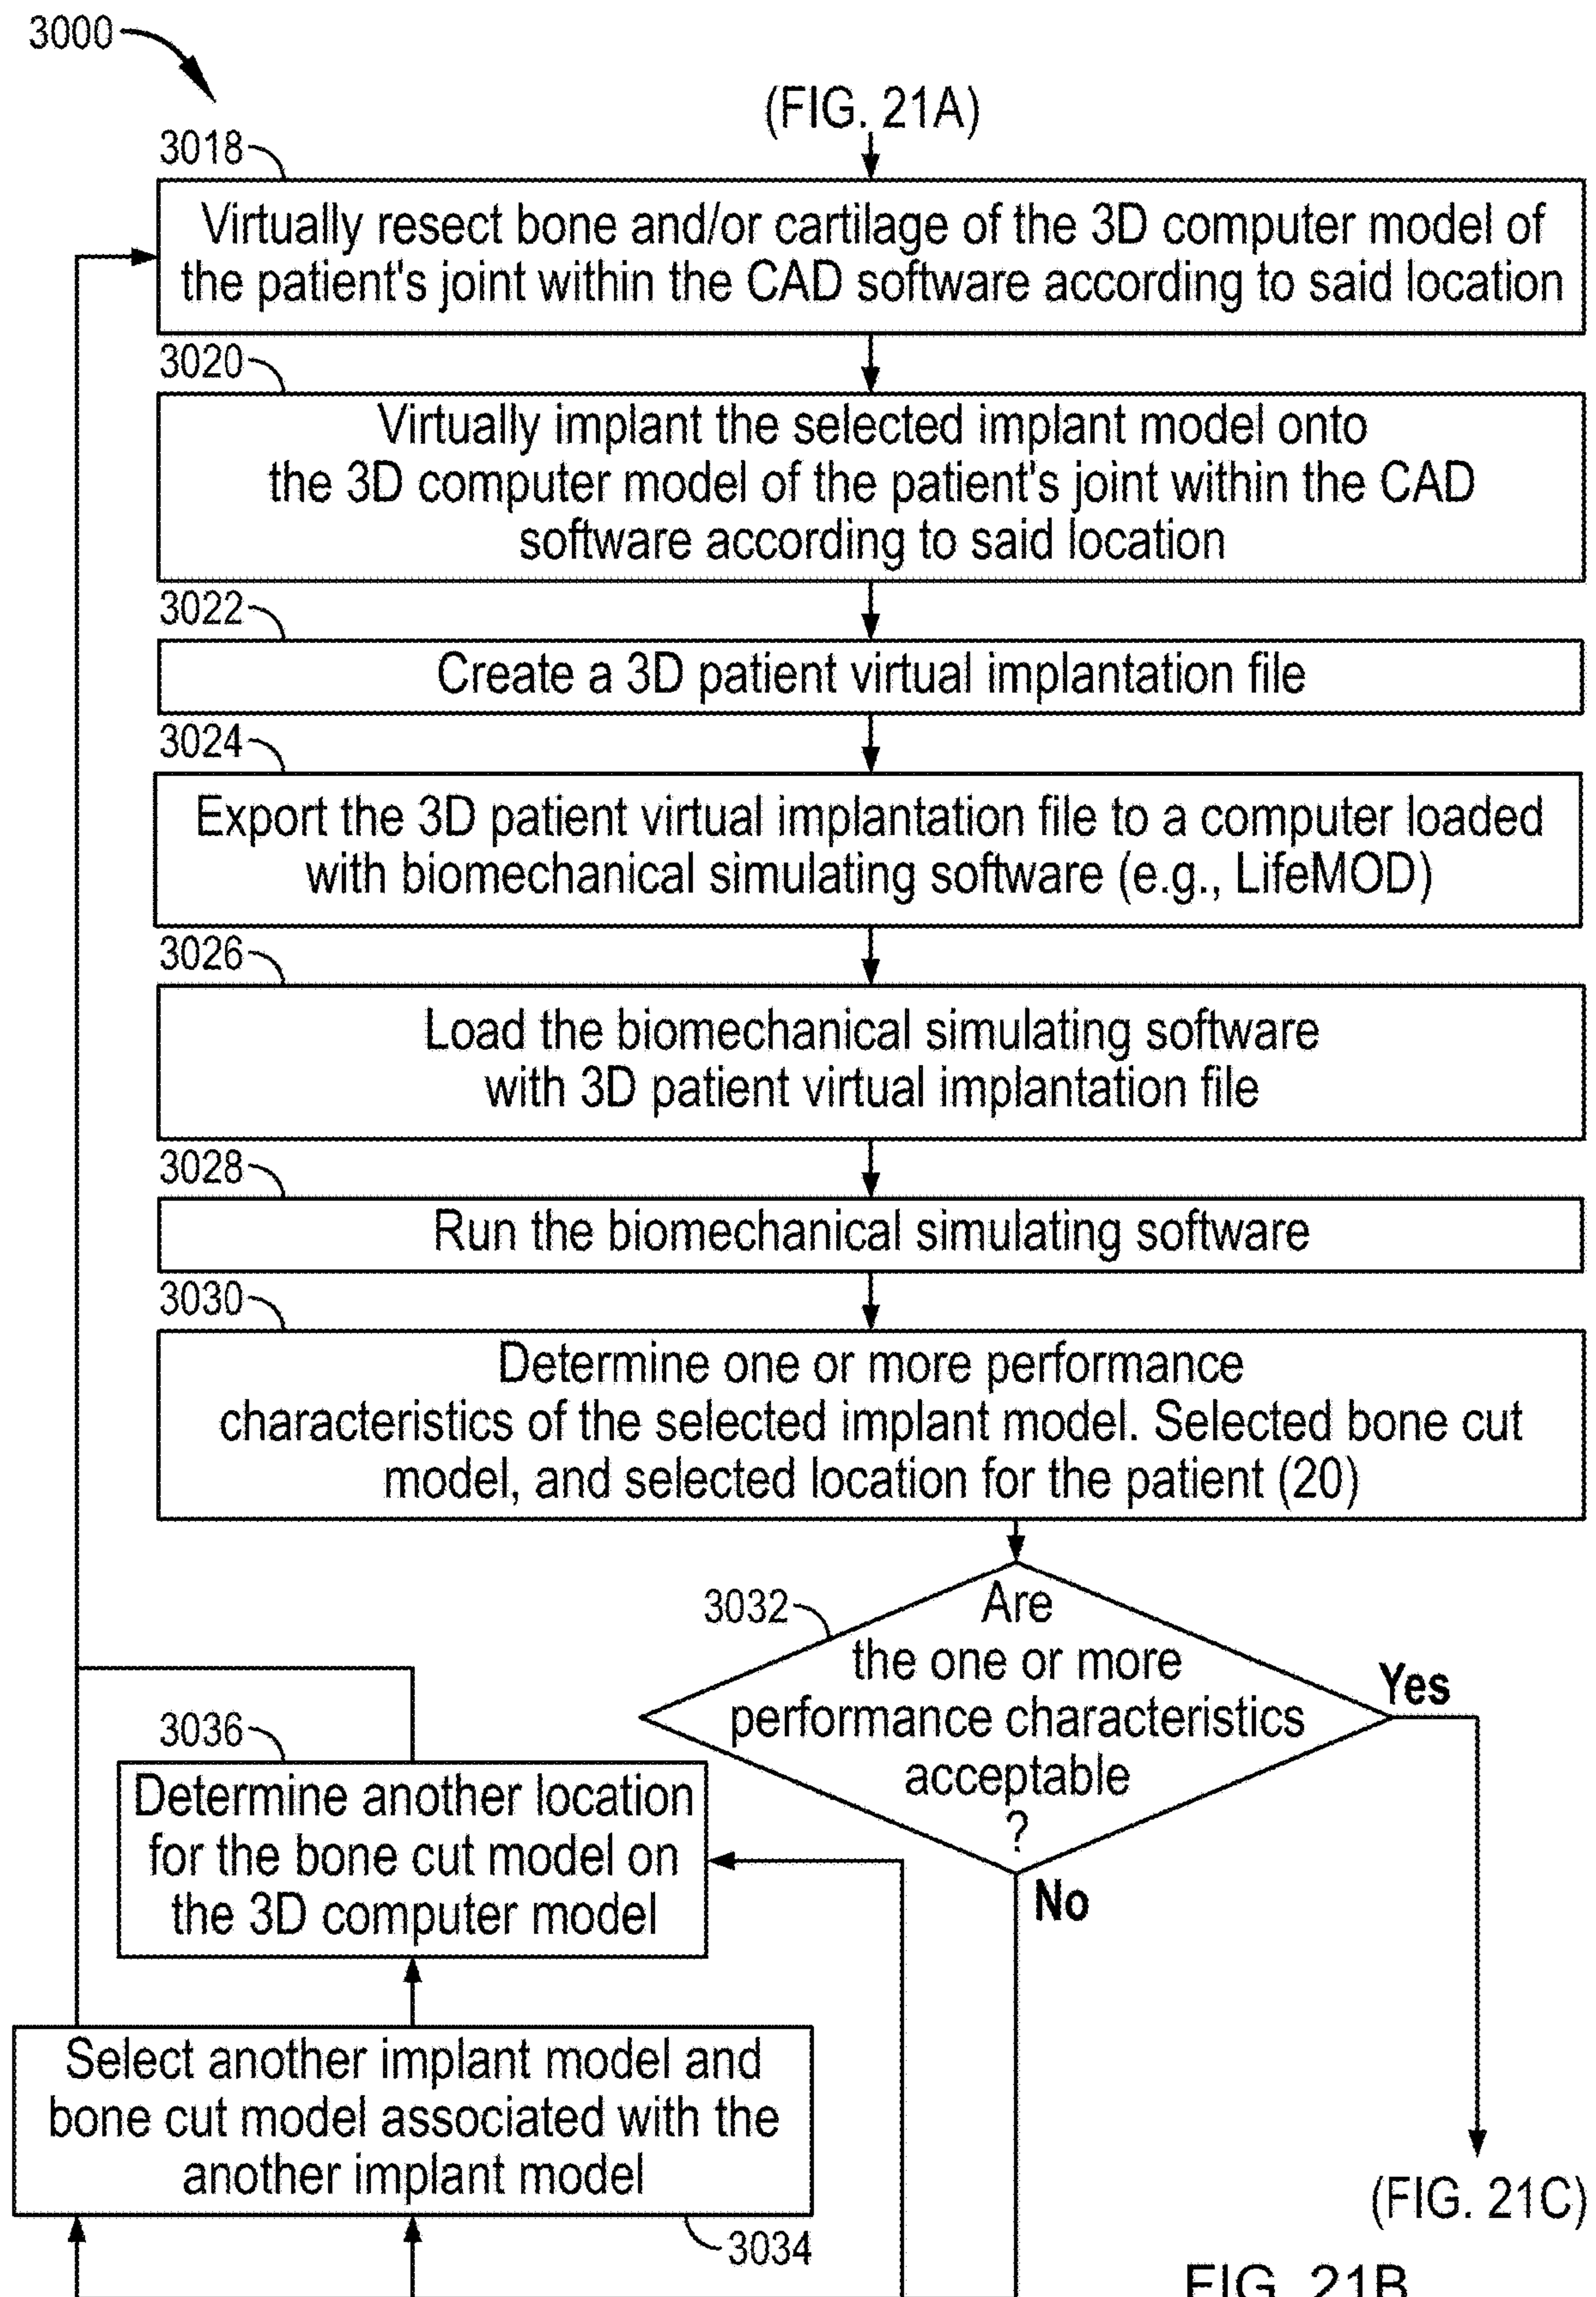 3000
(FIG. 21A)
3018
Virtually resect bone and/or cartilage of the 3D computer model of
the patient's joint within the CAD software according to said location
3020
Virtually implant the selected implant model onto
the 3D computer model of the patient's joint within the CAD
software according to said location
3022
Create a 3D patient virtual implantation file
3024
Export the 3D patient virtual implantation file to a computer loaded
with biomechanical simulating software (e.g., LifeMOD)
3026
Load the biomechanical simulating software
with 3D patient virtual implantation file
3028
Run the biomechanical simulating software
3030
Determine one or more performance
characteristics of the selected implant model. Selected bone cut
model, and selected location for the patient (20)
3032
Are
the one or more
performance characteristics
acceptable
?
Yes
No
3036
Determine another location
for the bone cut model on
the 3D computer model
Select another implant model and
bone cut model associated with the
another implant model
3034
(FIG. 21C)
FIG. 21B